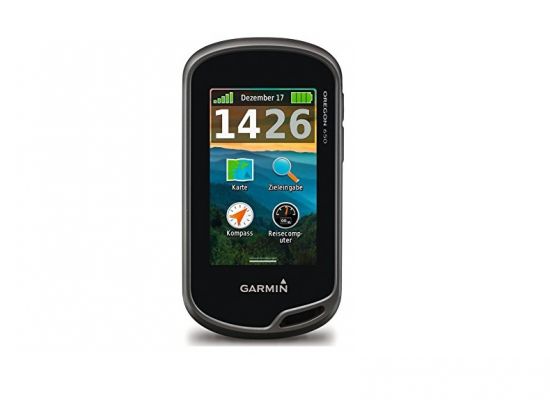 Dezember 17
14 26
Karte
Zieleingabe
Kompass
Reisecomp-
uter
GARMIN
OREGON 650